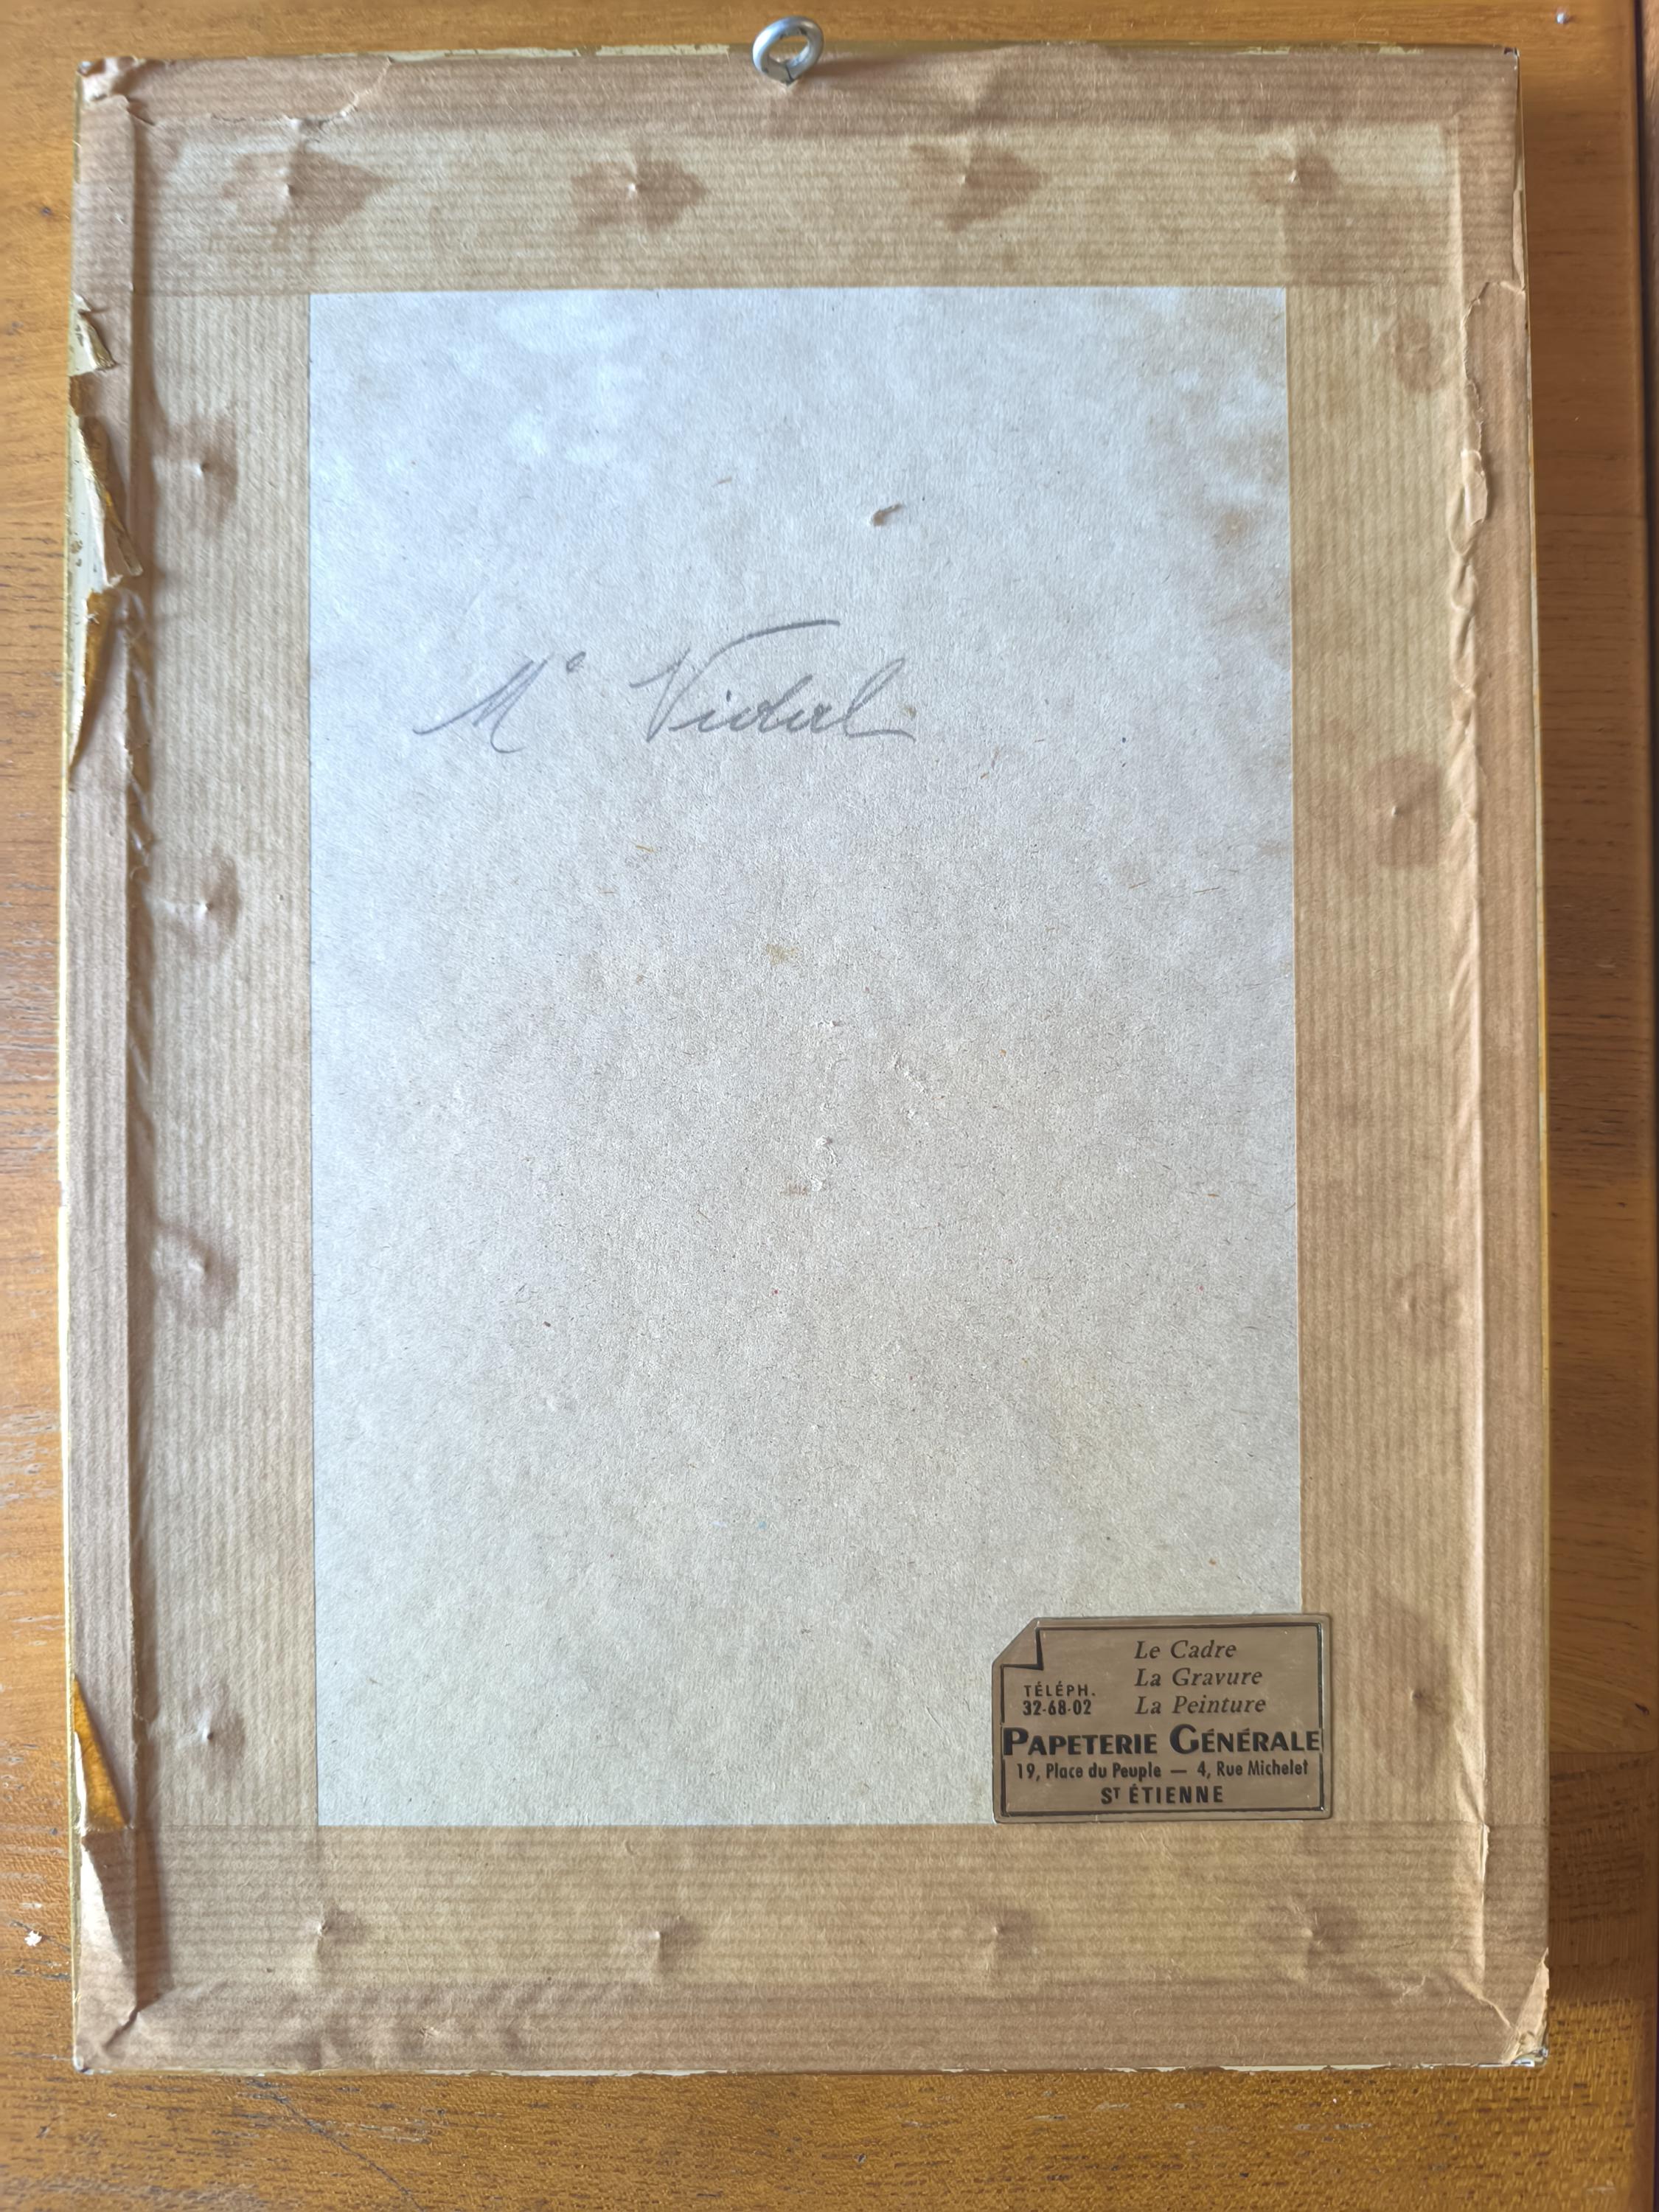 Mᵉ Vidal
Le Cadre
La Gravure
TÉLÉPH.
32-68-02
La Peinture
PAPETERIE GÉNÉRALE
19, Place du Peuple — 4, Rue Michelet
Sᵀ ÉTIENNE